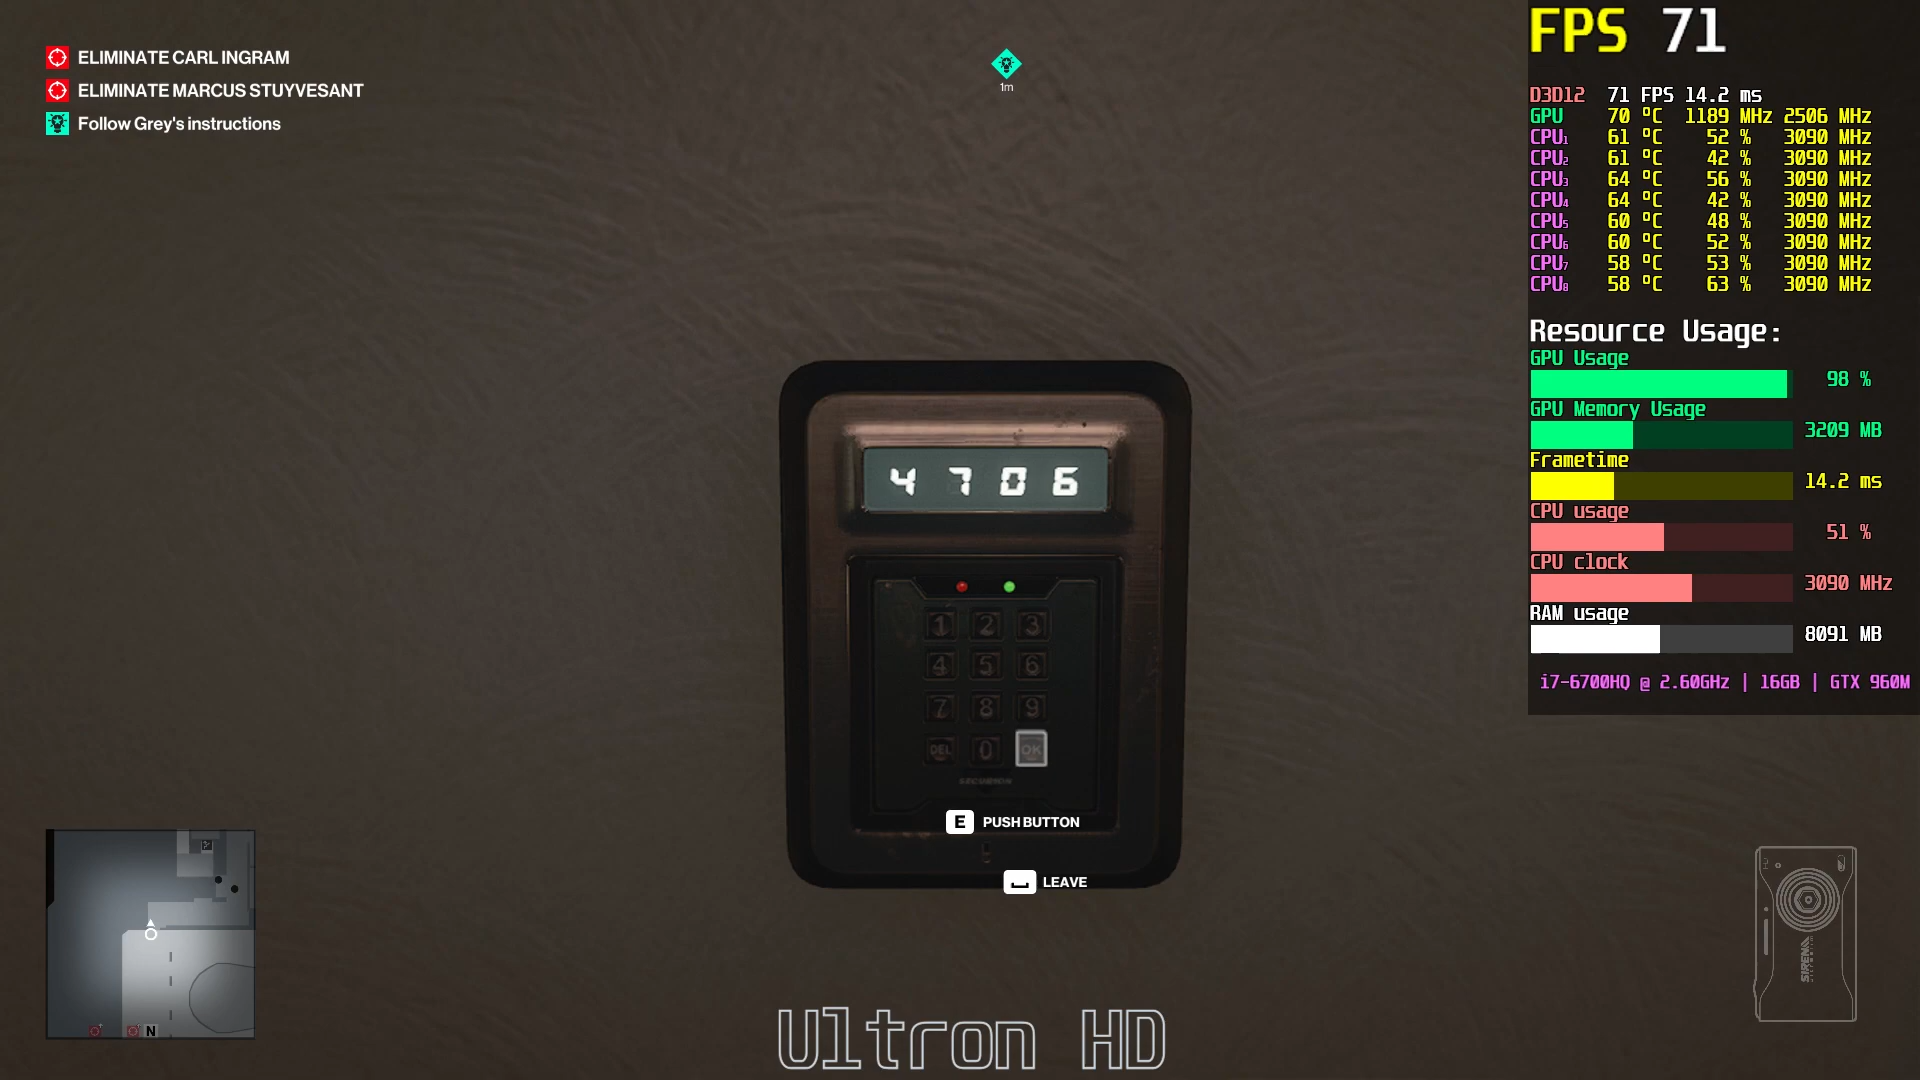 ELIMINATE CARL INGRAM
ELIMINATE MARCUS STUYVESANT
Follow Grey's instructions
1m
4 7 0 6
1 2 3
4 5 6
7 8 9
DEL 0 OK
SECURION
E PUSH BUTTON
LEAVE
N
Ultron HD
SIREN
FPS 71
D3D12 71 FPS 14.2 ms
GPU 70 °C 1189 MHz 2506 MHz
CPU1 61 °C 52 % 3090 MHz
CPU2 61 °C 42 % 3090 MHz
CPU3 64 °C 56 % 3090 MHz
CPU4 64 °C 42 % 3090 MHz
CPU5 60 °C 48 % 3090 MHz
CPU6 60 °C 52 % 3090 MHz
CPU7 58 °C 53 % 3090 MHz
CPU8 58 °C 63 % 3090 MHz
Resource Usage:
GPU Usage
98 %
GPU Memory Usage
3209 MB
Frametime
14.2 ms
CPU usage
51 %
CPU clock
3090 MHz
RAM usage
8091 MB
i7-6700HQ @ 2.60GHz | 16GB | GTX 960M